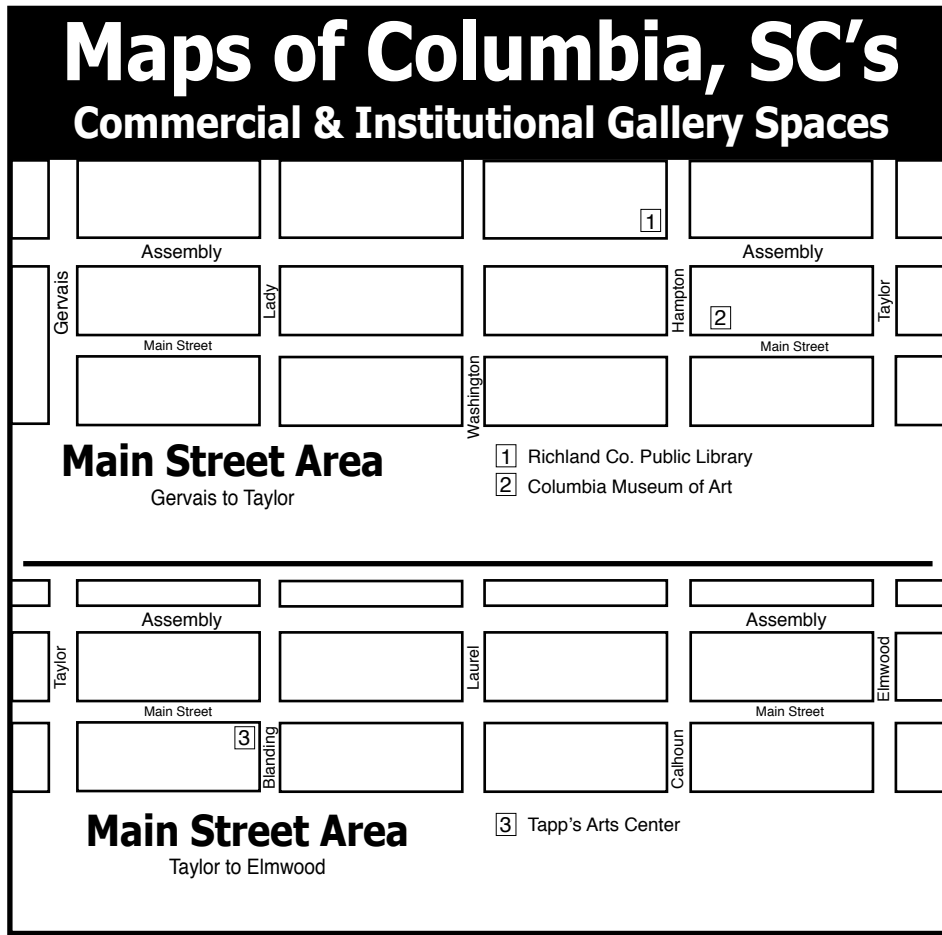 Maps of Columbia, SC's
Commercial & Institutional Gallery Spaces
1
Assembly
Assembly
Gervais
Lady
Hampton
Taylor
2
Main Street
Main Street
Washington
Main Street Area
Gervais to Taylor
1 Richland Co. Public Library
2 Columbia Museum of Art
Assembly
Assembly
Taylor
Laurel
Elmwood
Main Street
Main Street
3
Blanding
Calhoun
Main Street Area
Taylor to Elmwood
3 Tapp's Arts Center